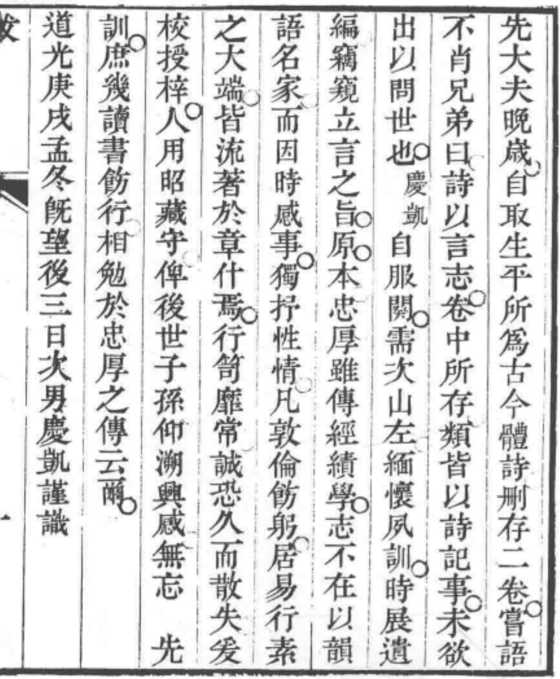 先大夫晚歲自取生平所爲古今體詩刪存二卷嘗語
不肖兄弟曰詩以言志卷中所存類皆以詩記事未欲
出以問世也慶凱自服闋需次山左緬懷夙訓時展遺
編竊窺立言之旨原本忠厚雖傳經績學志不在以韻
語名家而因時感事獨抒性情凡敦倫飭躬居易行素
之大端皆流著於章什焉行笥靡常誠恐久而散失爰
校授梓人用昭藏守俾後世子孫仰溯興感無忘 先
訓庶幾讀書飭行相勉於忠厚之傳云爾
道光庚戌孟冬旣望後三日次男慶凱謹識